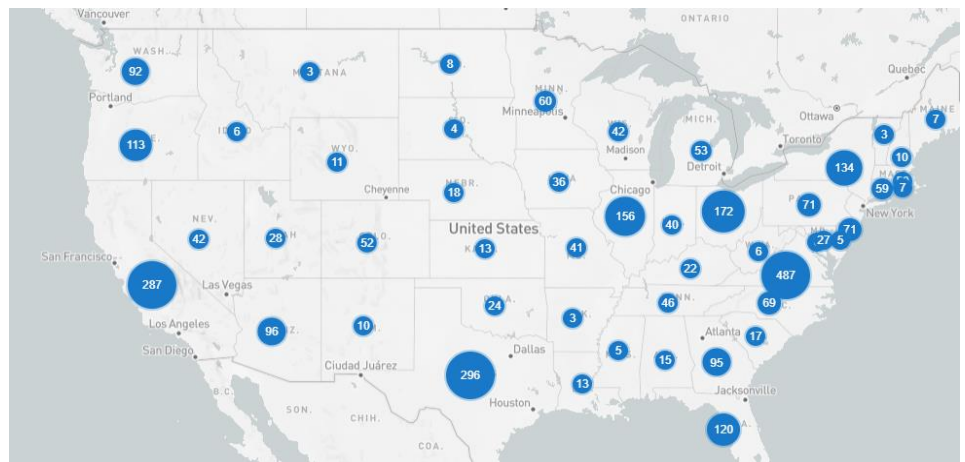 Vancouver
ONTARIO
WASH.
92
3
MONTANA
8
Quebec
Portland
MINN.
60
Minneapolis
Ottawa
MAINE
7
113
6
4
42
MICH.
53
Toronto
3
WYO.
11
Madison
Detroit
134
10
Cheyenne
NEBR.
18
36
Chicago
59
7
156
172
71
New York
NEV.
42
28
52
United States
13
41
40
71
27
5
6
San Francisco
22
487
287
Las Vegas
24
46
69
Los Angeles
96
10
3
Atlanta
17
San Diego
Dallas
5
15
95
Ciudad Juárez
296
13
Jacksonville
B.C.
SON.
CHIH.
Houston
120
COA.